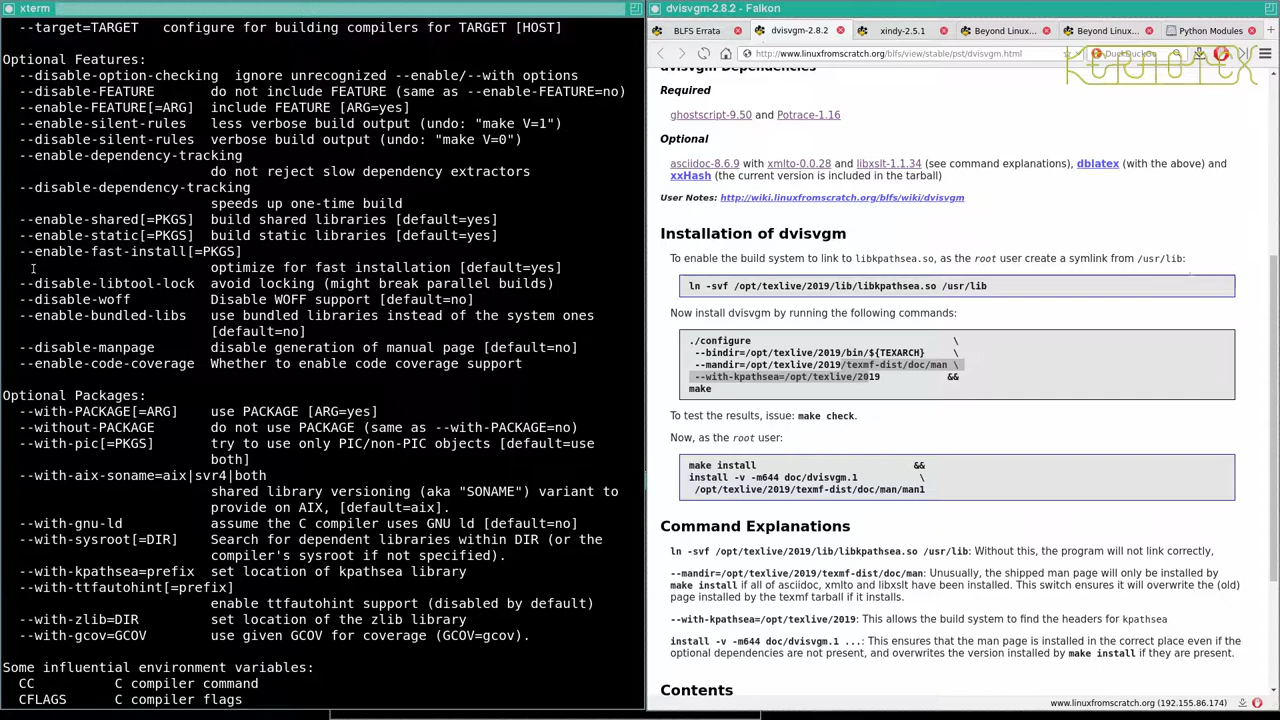 xterm
--target=TARGET configure for building compilers for TARGET [HOST]
Optional Features:
--disable-option-checking ignore unrecognized --enable/--with options
--disable-FEATURE do not include FEATURE (same as --enable-FEATURE=no)
--enable-FEATURE[=ARG] include FEATURE [ARG=yes]
--enable-silent-rules less verbose build output (undo: "make V=1")
--disable-silent-rules verbose build output (undo: "make V=0")
--enable-dependency-tracking
do not reject slow dependency extractors
--disable-dependency-tracking
speeds up one-time build
--enable-shared[=PKGS] build shared libraries [default=yes]
--enable-static[=PKGS] build static libraries [default=yes]
--enable-fast-install[=PKGS]
optimize for fast installation [default=yes]
--disable-libtool-lock avoid locking (might break parallel builds)
--disable-woff Disable WOFF support [default=no]
--enable-bundled-libs use bundled libraries instead of the system ones
[default=no]
--disable-manpage disable generation of manual page [default=no]
--enable-code-coverage Whether to enable code coverage support
Optional Packages:
--with-PACKAGE[=ARG] use PACKAGE [ARG=yes]
--without-PACKAGE do not use PACKAGE (same as --with-PACKAGE=no)
--with-pic[=PKGS] try to use only PIC/non-PIC objects [default=use
both]
--with-aix-soname=aix|svr4|both
shared library versioning (aka "SONAME") variant to
provide on AIX, [default=aix].
--with-gnu-ld assume the C compiler uses GNU ld [default=no]
--with-sysroot[=DIR] Search for dependent libraries within DIR (or the
compiler's sysroot if not specified).
--with-kpathsea=prefix set location of kpathsea library
--with-ttfautohint[=prefix]
enable ttfautohint support (disabled by default)
--with-zlib=DIR set location of the zlib library
--with-gcov=GCOV use given GCOV for coverage (GCOV=gcov).
Some influential environment variables:
CC C compiler command
CFLAGS C compiler flags
dvisvgm-2.8.2 - Falkon
BLFS Errata dvisvgm-2.8.2 xindy-2.5.1 Beyond Linux... Beyond Linux... Python Modules
http://www.linuxfromscratch.org/blfs/view/stable/pst/dvisvgm.html DuckDuckGo
KERNOTEX
dvisvgm Dependencies
Required
ghostscript-9.50 and Potrace-1.16
Optional
asciidoc-8.6.9 with xmlto-0.0.28 and libxslt-1.1.34 (see command explanations), dblatex (with the above) and
xxHash (the current version is included in the tarball)
User Notes: http://wiki.linuxfromscratch.org/blfs/wiki/dvisvgm
Installation of dvisvgm
To enable the build system to link to libkpathsea.so, as the root user create a symlink from /usr/lib:
ln -svf /opt/texlive/2019/lib/libkpathsea.so /usr/lib
Now install dvisvgm by running the following commands:
./configure \
--bindir=/opt/texlive/2019/bin/${TEXARCH} \
--mandir=/opt/texlive/2019/texmf-dist/doc/man \
--with-kpathsea=/opt/texlive/2019 &&
make
To test the results, issue: make check.
Now, as the root user:
make install &&
install -v -m644 doc/dvisvgm.1 \
/opt/texlive/2019/texmf-dist/doc/man/man1
Command Explanations
ln -svf /opt/texlive/2019/lib/libkpathsea.so /usr/lib: Without this, the program will not link correctly,
--mandir=/opt/texlive/2019/texmf-dist/doc/man: Unusually, the shipped man page will only be installed by
make install if all of asciidoc, xmlto and libxslt have been installed. This switch ensures it will overwrite the (old)
page installed by the texmf tarball if it installs.
--with-kpathsea=/opt/texlive/2019: This allows the build system to find the headers for kpathsea
install -v -m644 doc/dvisvgm.1 ...: This ensures that the man page is installed in the correct place even if the
optional dependencies are not present, and overwrites the version installed by make install if they are present.
Contents
www.linuxfromscratch.org (192.155.86.174)